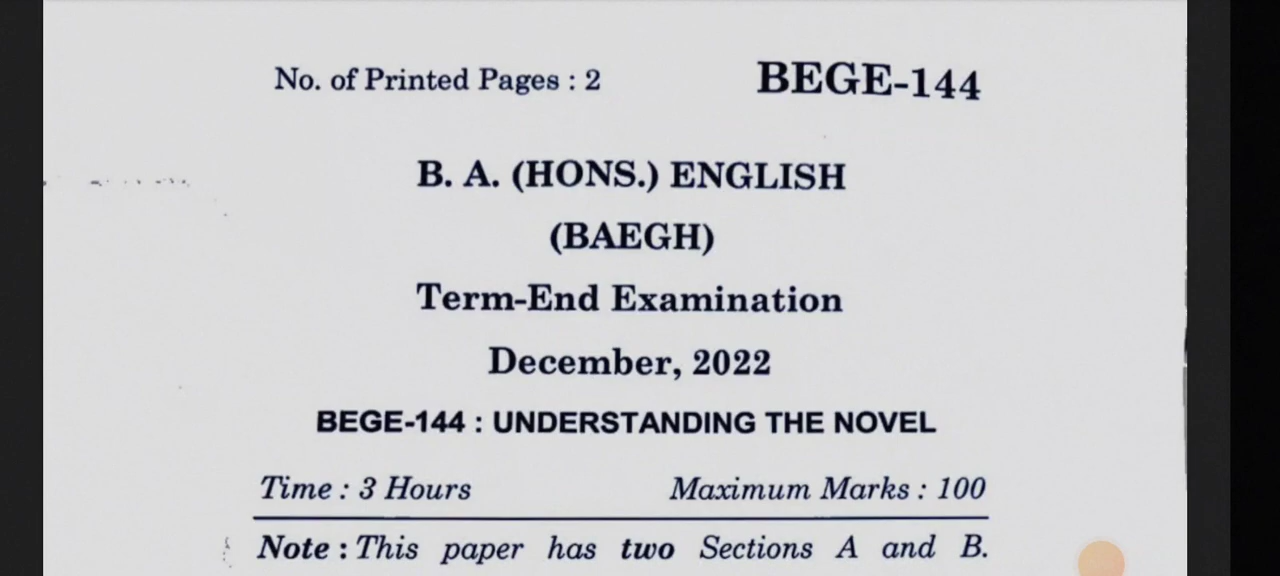 No. of Printed Pages : 2 BEGE-144
B. A. (HONS.) ENGLISH
(BAEGH)
Term-End Examination
December, 2022
BEGE-144 : UNDERSTANDING THE NOVEL
Time : 3 Hours Maximum Marks : 100
Note : This paper has two Sections A and B.